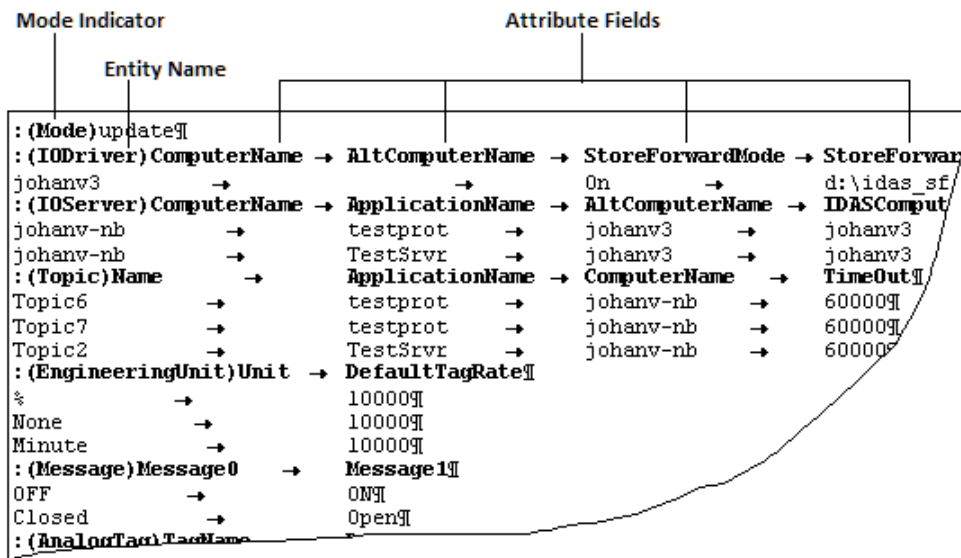 Mode Indicator
Attribute Fields
Entity Name
:(Mode)update¶
:(IODriver)ComputerName → AltComputerName → StoreForwardMode → StoreForwar
johanv3 → → On → d:\idas_sf
:(IOServer)ComputerName → ApplicationName → AltComputerName → IDASComput
johanv-nb → testprot → johanv3 → johanv3
johanv-nb → TestSrvr → johanv3 → johanv3
:(Topic)Name → ApplicationName → ComputerName → TimeOut¶
Topic6 → testprot → johanv-nb → 60000¶
Topic7 → testprot → johanv-nb → 60000¶
Topic2 → TestSrvr → johanv-nb → 60000¶
:(EngineeringUnit)Unit → DefaultTagRate¶
% → 10000¶
None → 10000¶
Minute → 10000¶
:(Message)Message0 → Message1¶
OFF → ON¶
Closed → Open¶
:(AnalogTag)TagName